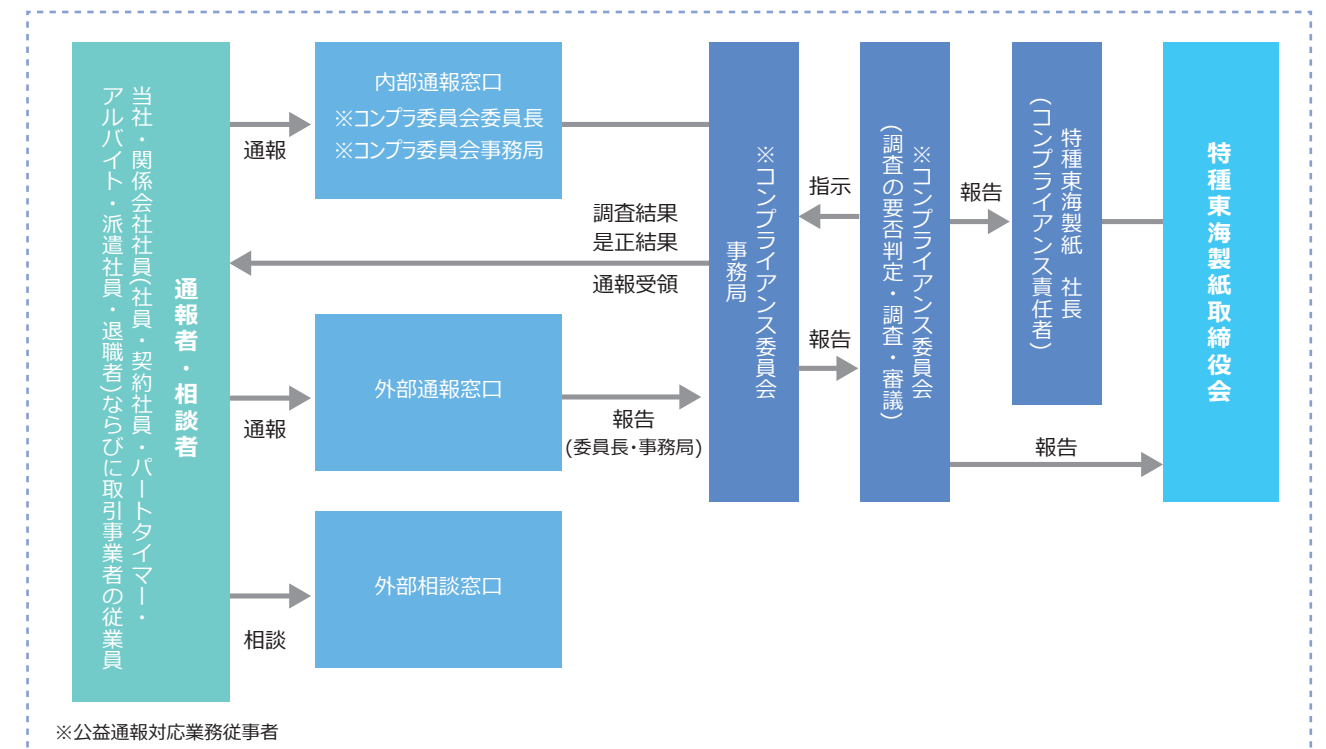 通報者・相談者
当社・関係会社社員(社員・契約社員・パートタイマー・
アルバイト・派遣社員・退職者)ならびに取引事業者の従業員
通報
内部通報窓口
※コンプラ委員会委員長
※コンプラ委員会事務局
調査結果
是正結果
通報受領
通報
外部通報窓口
報告
(委員長・事務局)
相談
外部相談窓口
※コンプライアンス委員会
事務局
指示
報告
※コンプライアンス委員会
(調査の要否判定・調査・審議)
報告
特種東海製紙　社長
(コンプライアンス責任者)
報告
特種東海製紙取締役会
※公益通報対応業務従事者